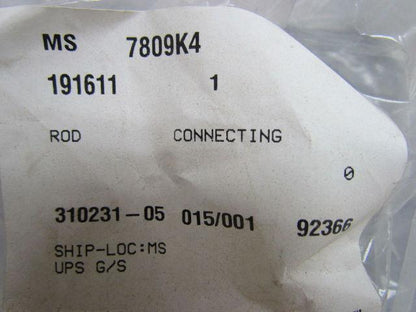 MS 7809K4
191611 1
ROD CONNECTING
0
310231-05 015/001 92366
SHIP-LOC:MS
UPS G/S